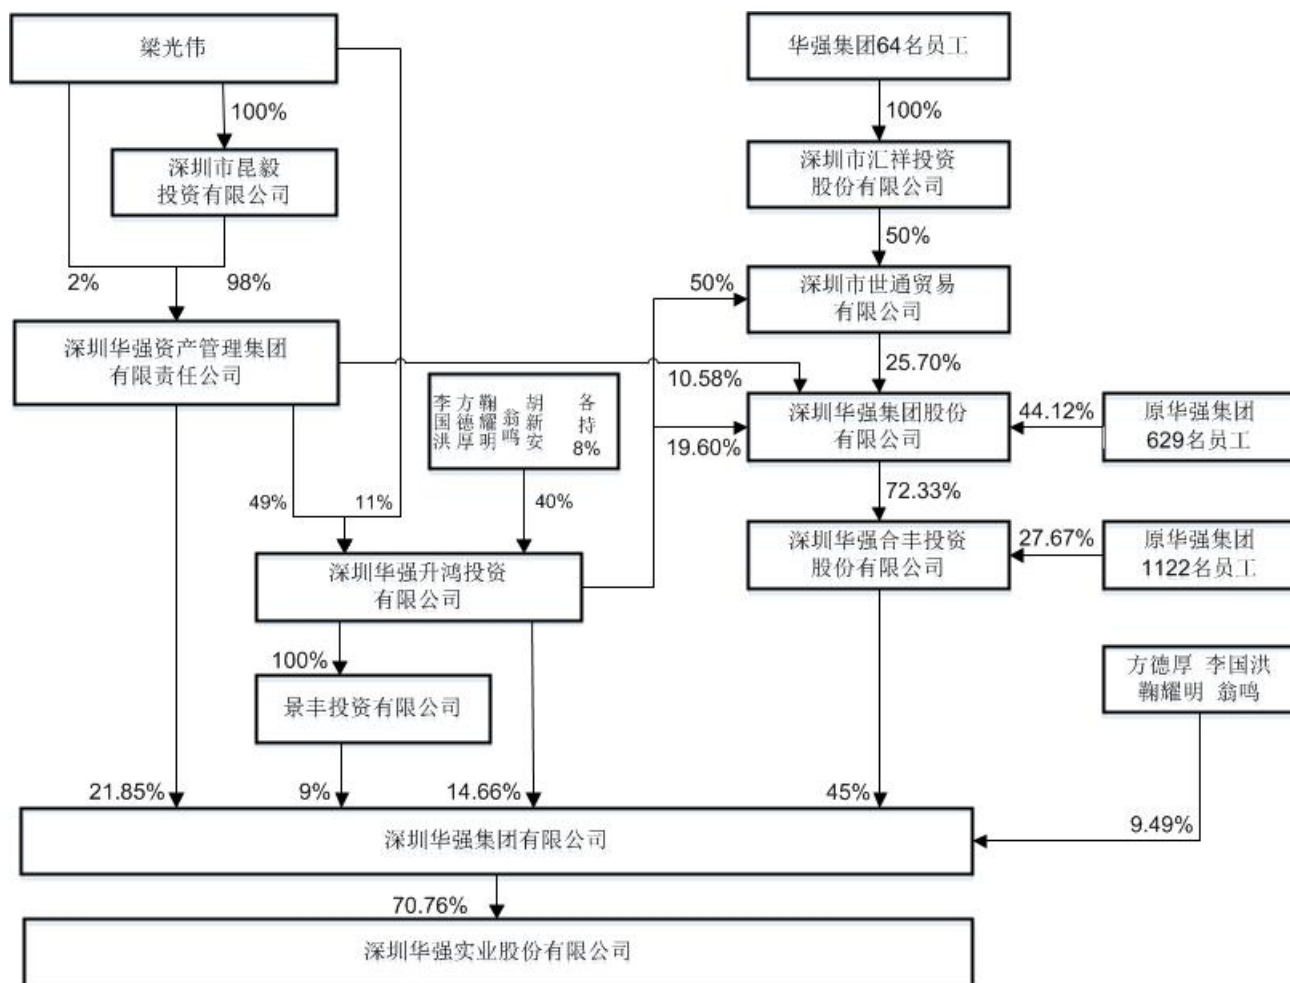 梁光伟
华强集团64名员工
100%
100%
深圳市昆毅
投资有限公司
深圳市汇祥投资
股份有限公司
50%
2%
98%
50%
深圳市世通贸易
有限公司
深圳华强资产管理集团
有限责任公司
25.70%
10.58%
李国洪
方德厚
鞠耀明
翁鸣
胡新安
各持
8%
深圳华强集团股份
有限公司
44.12%
原华强集团
629名员工
19.60%
49%
11%
40%
72.33%
深圳华强合丰投资
股份有限公司
27.67%
原华强集团
1122名员工
深圳华强升鸿投资
有限公司
100%
景丰投资有限公司
方德厚 李国洪
鞠耀明 翁鸣
21.85%
9%
14.66%
45%
9.49%
深圳华强集团有限公司
70.76%
深圳华强实业股份有限公司